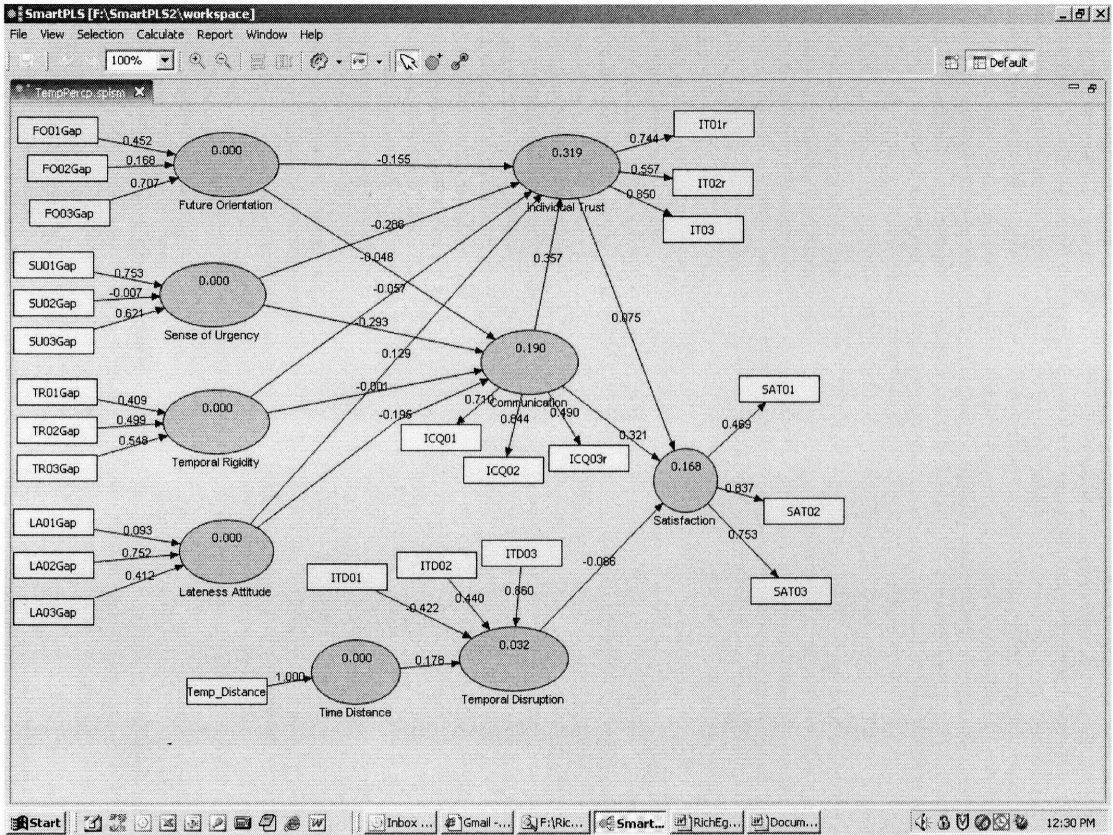 SmartPLS [F:\SmartPLS2\workspace]
File View Selection Calculate Report Window Help
100%
Default
TempPercp.splsm
FO01Gap
0.452
FO02Gap
0.168
FO03Gap
0.707
0.000
Future Orientation
-0.155
0.319
Individual Trust
0.744
IT01r
0.557
IT02r
0.850
IT03
SU01Gap
0.753
SU02Gap
-0.007
SU03Gap
0.621
0.000
Sense of Urgency
-0.286
-0.048
-0.057
-0.293
0.357
0.075
TR01Gap
0.409
TR02Gap
0.499
TR03Gap
0.548
0.000
Temporal Rigidity
0.129
-0.001
-0.195
0.190
Communication
0.710
ICQ01
0.844
ICQ02
0.490
ICQ03r
0.321
0.168
Satisfaction
0.489
SAT01
0.837
SAT02
0.753
SAT03
LA01Gap
0.093
LA02Gap
0.752
LA03Gap
0.412
0.000
Lateness Attitude
ITD01
-0.422
ITD02
0.440
ITD03
0.860
-0.086
0.032
Temporal Disruption
Temp_Distance
1.000
0.000
Time Distance
0.178
Start
Inbox ...
Gmail -...
F:\Ric...
Smart...
RichEg...
Docum...
12:30 PM